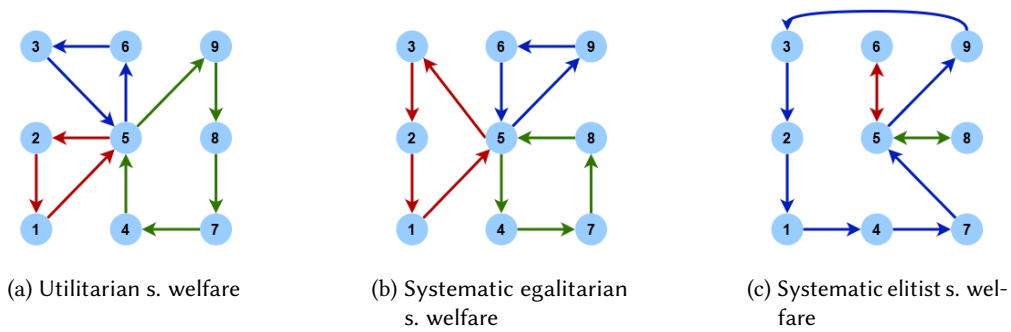 3 6 9
2 5 8
1 4 7
(a) Utilitarian s. welfare
3 6 9
2 5 8
1 4 7
(b) Systematic egalitarian
s. welfare
3 6 9
2 5 8
1 4 7
(c) Systematic elitist s. wel-
fare